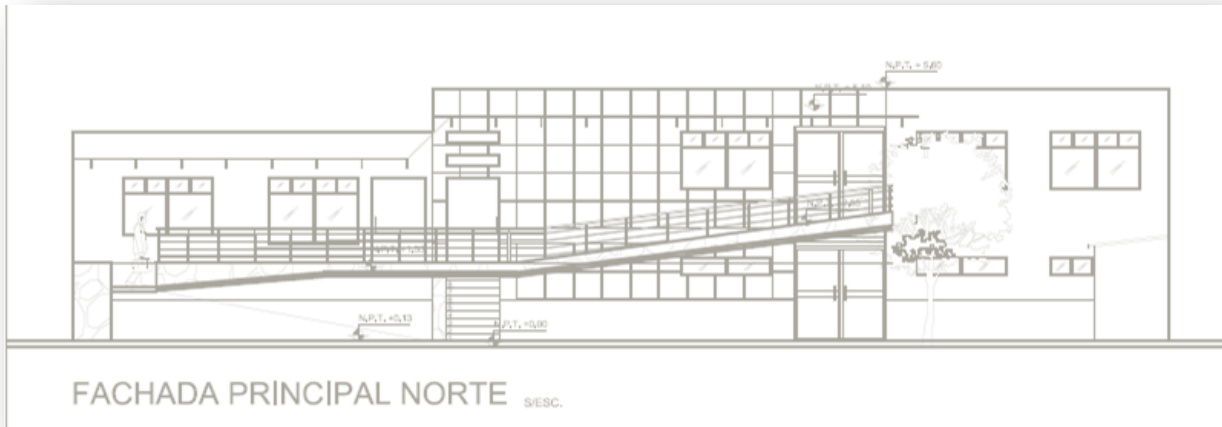 N.P.T. + 5,60
N.P.T. +0,13
N.P.T. +0,00
FACHADA PRINCIPAL NORTE S/ESC.